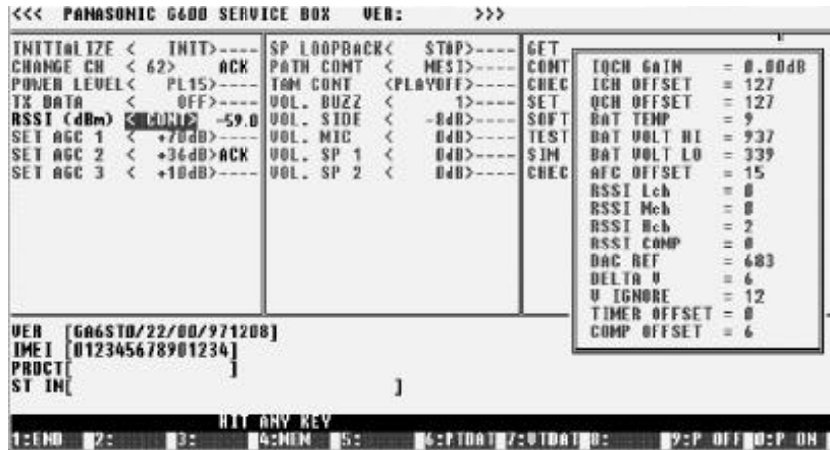 <<< PANASONIC G600 SERVICE BOX VER: >>>
INITIALIZE < INIT>----
CHANGE CH < 62> ACK
POWER LEVEL< PL15>----
TX DATA < OFF>----
RSSI (dBm) < CONT> -59.0
SET AGC 1 < +70dB>----
SET AGC 2 < +36dB>ACK
SET AGC 3 < +10dB>----
SP LOOPBACK< STOP>----
PATH CONT < MES1>----
TAM CONT <PLAYOFF>----
VOL. BUZZ < 1>----
VOL. SIDE < -8dB>----
VOL. MIC < 0dB>----
VOL. SP 1 < 0dB>----
VOL. SP 2 < 0dB>----
GET
CONT
CHEC
SET
SOFT
TEST
SIM
CHEC
IQCH GAIN = 0.00dB
ICH OFFSET = 127
QCH OFFSET = 127
BAT TEMP = 9
BAT VOLT HI = 937
BAT VOLT LO = 339
AFC OFFSET = 15
RSSI Lch = 0
RSSI Mch = 0
RSSI Hch = 2
RSSI COMP = 0
DAC REF = 683
DELTA V = 6
V IGNORE = 12
TIMER OFFSET = 0
COMP OFFSET = 6
VER [GA6STD/22/00/971208]
IMEI [012345678901234]
PRDCT[ ]
ST IN[ ]
HIT ANY KEY
1:END 2: 3: 4:MEM 5: 6:PTDAT 7:VTDAT 8: 9:P OFF 0:P ON